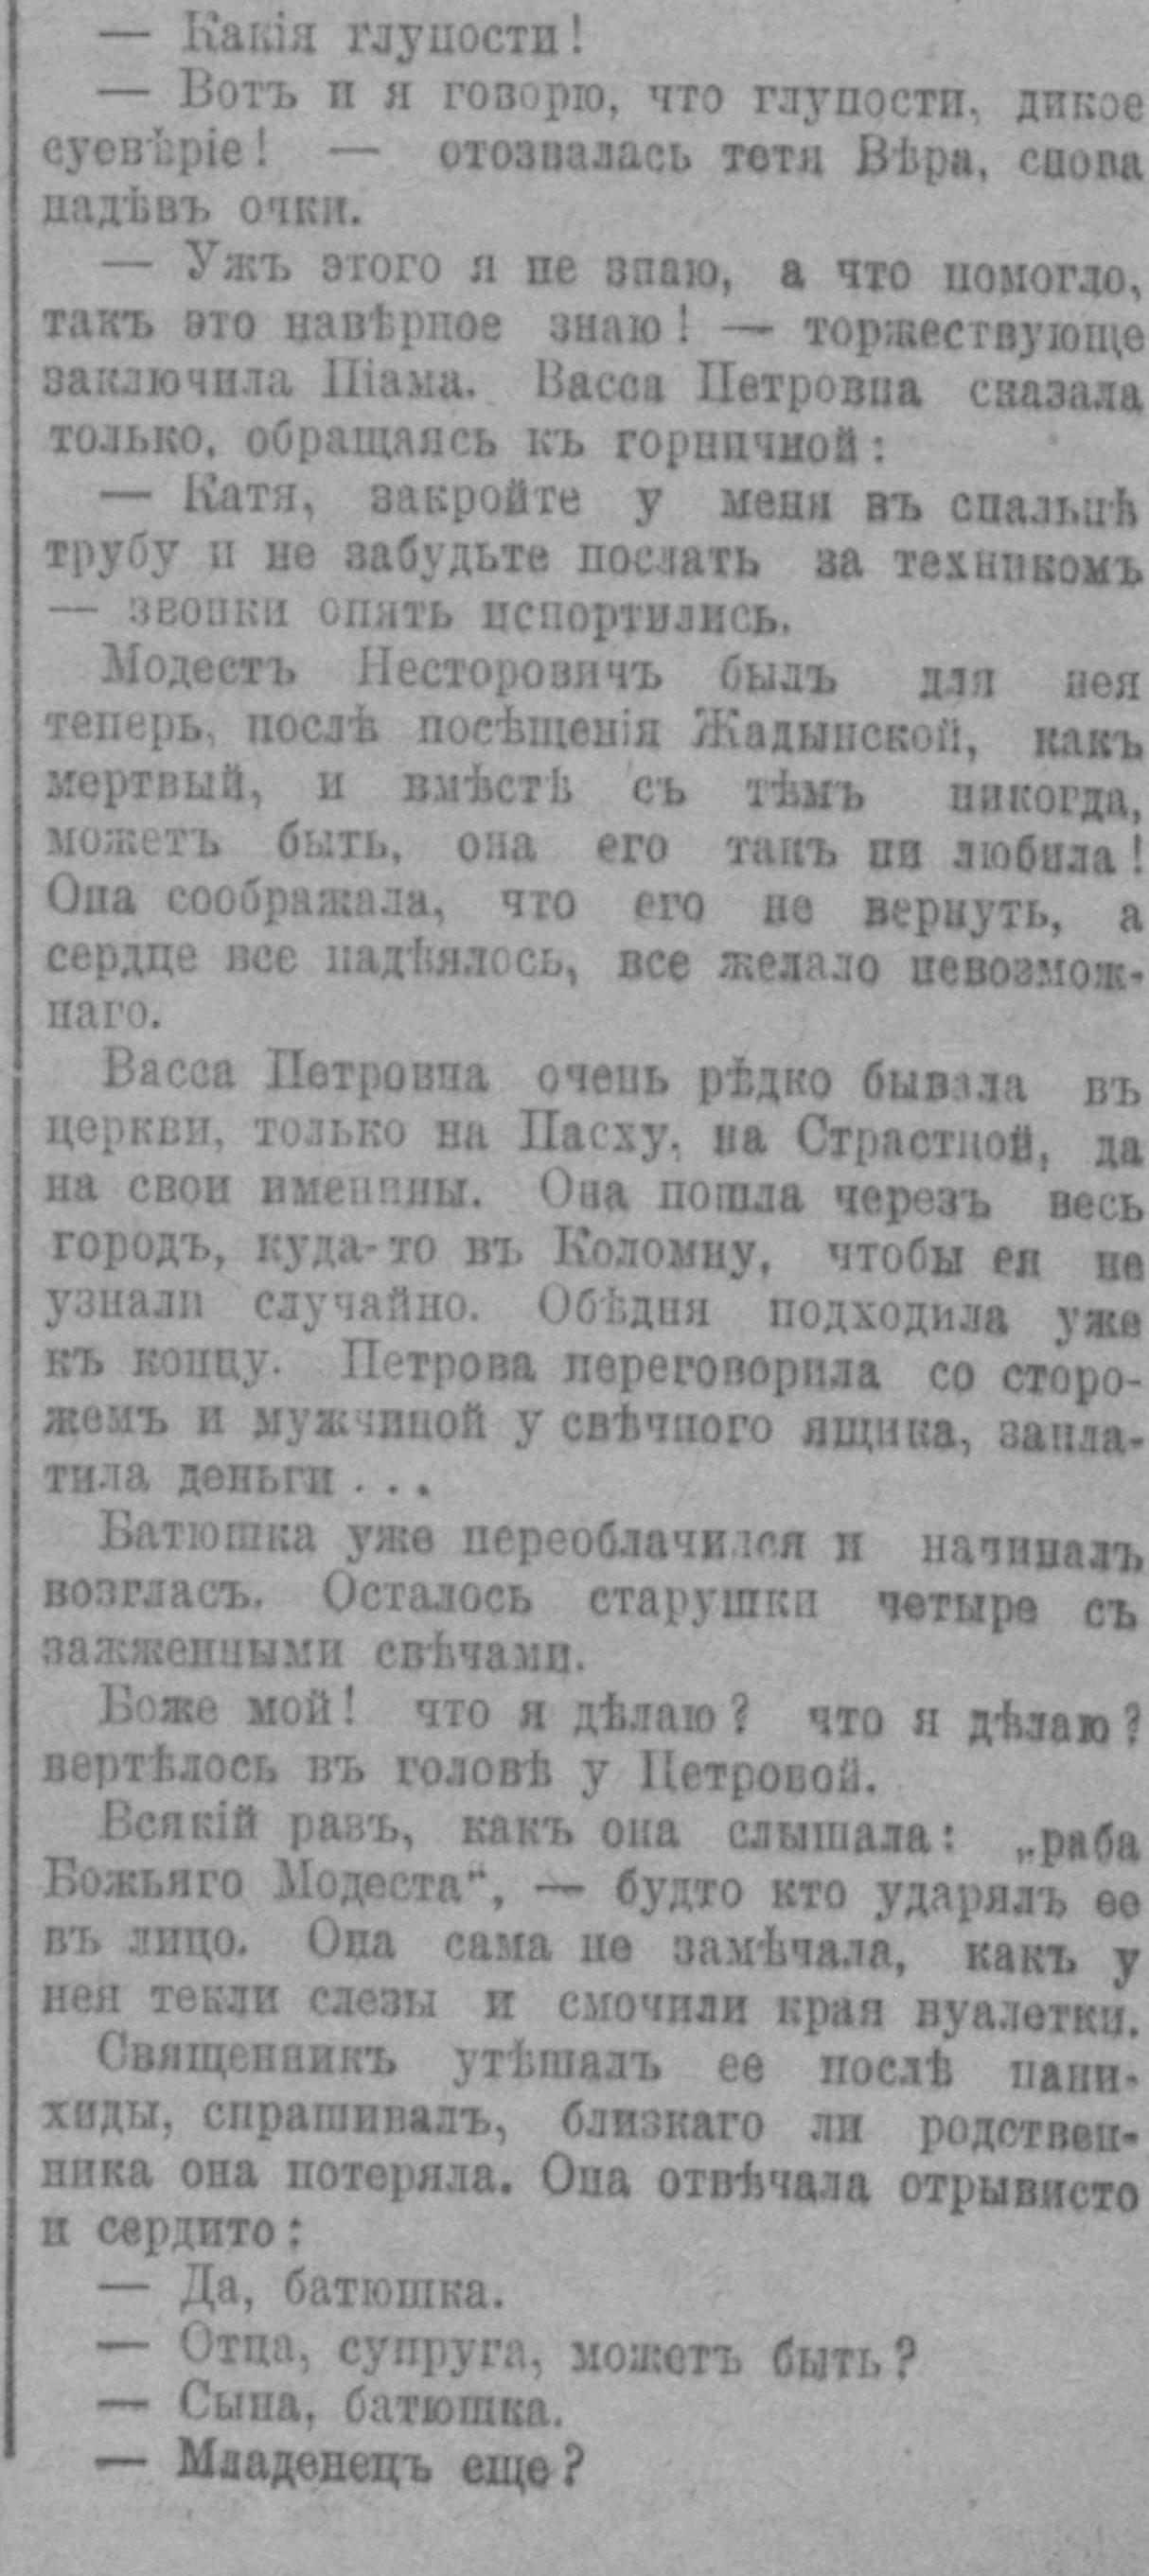 — Какія глупости!
— Вотъ и я говорю, что глупости, дикое
суевѣріе! — отозвалась тетя Вѣра, снова
надѣвъ очки.
— Ужъ этого я не знаю, а что помогло,
такъ это навѣрное знаю! — торжествующе
заключила Піама. Васса Петровна сказала
только, обращаясь къ горничной:
— Катя, закройте у меня въ спальнѣ
трубу и не забудьте послать за техникомъ
— звонки опять испортились.
Модестъ Несторовичъ былъ для нея
теперь, послѣ посѣщенія Жадынской, какъ
мертвый, и вмѣстѣ съ тѣмъ никогда,
можетъ быть, она его такъ ни любила!
Она соображала, что его не вернуть, а
сердце все надѣялось, все желало невозмож-
наго.
Васса Петровна очень рѣдко бывала въ
церкви, только на Пасху, на Страстной, да
на свои именины. Она пошла черезъ весь
городъ, куда-то въ Коломну, чтобы ея не
узнали случайно. Обѣдня подходила уже
къ концу. Петрова переговорила со сторо-
жемъ и мужчиной у свѣчного ящика, запла-
тила деньги . . .
Батюшка уже переоблачился и начиналъ
возгласъ. Осталось старушки четыре съ
зажженными свѣчами.
Боже мой! что я дѣлаю? что я дѣлаю?
вертѣлось въ головѣ у Петровой.
Всякій разъ, какъ она слышала: „раба
Божьяго Модеста“, — будто кто ударялъ ее
въ лицо. Она сама не замѣчала, какъ у
нея текли слезы и смочили края вуалетки.
Священникъ утѣшалъ ее послѣ пани-
хиды, спрашивалъ, близкаго ли родствен-
ника она потеряла. Она отвѣчала отрывисто
и сердито:
— Да, батюшка.
— Отца, супруга, можетъ быть?
— Сына, батюшка.
— Младенецъ еще?